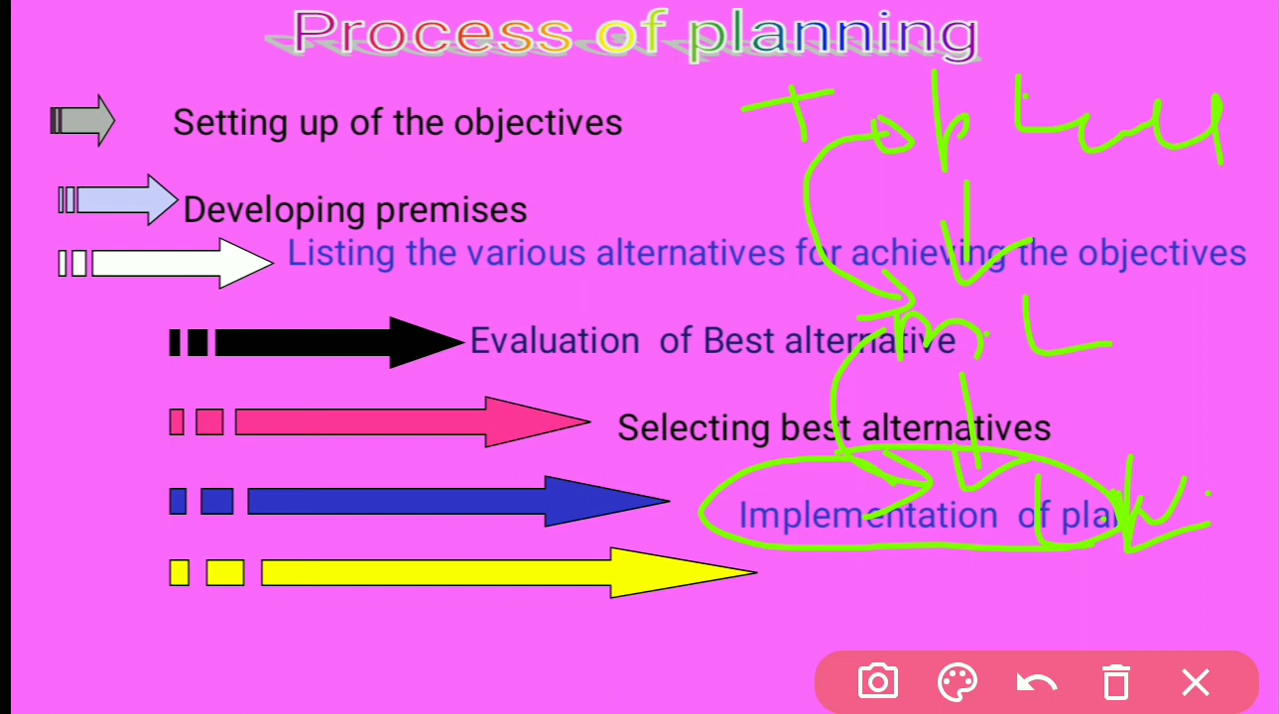 Process of planning
Top Level
Setting up of the objectives
Developing premises
Listing the various alternatives for achieving the objectives
Evaluation of Best alternative
m. L
Selecting best alternatives
Implementation of plan